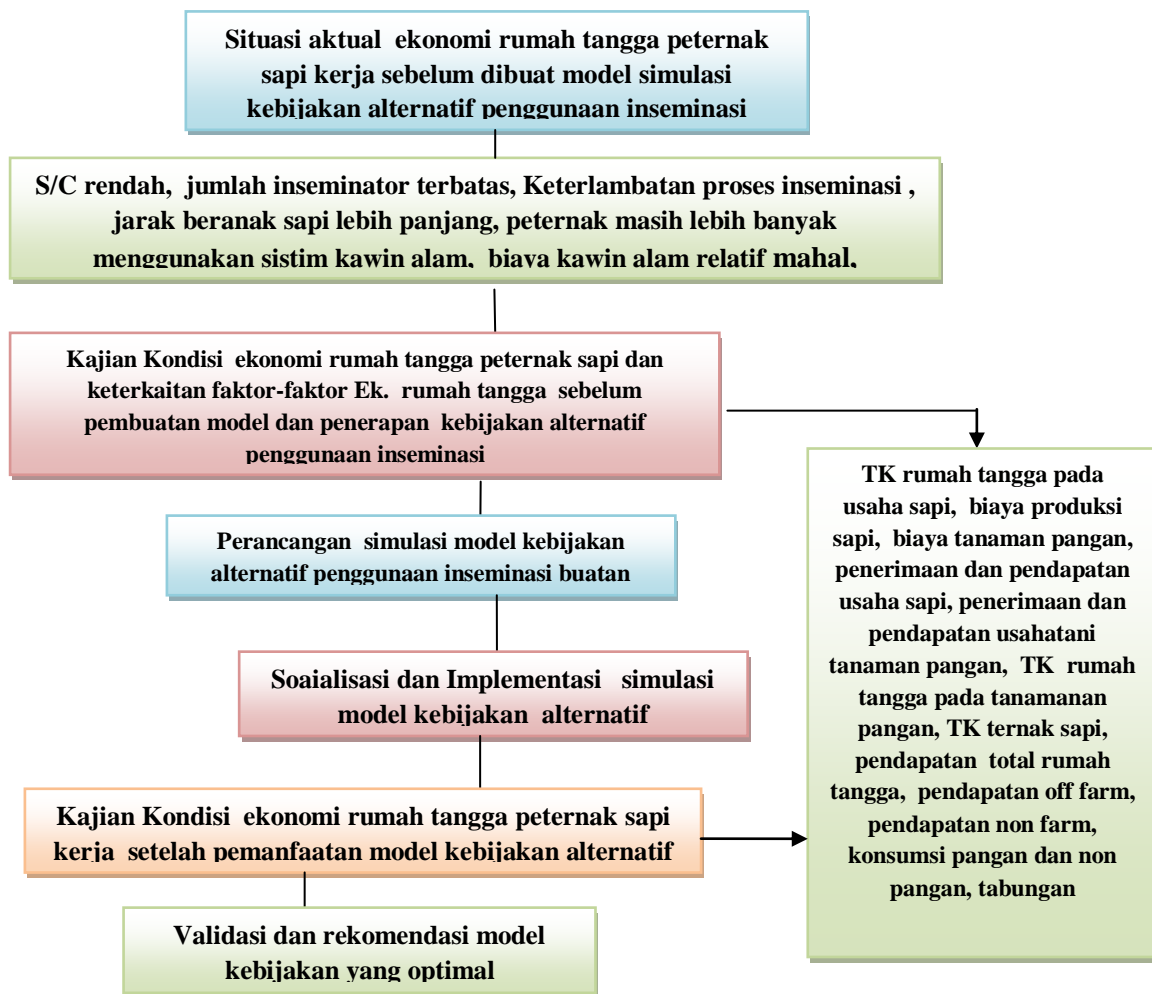 Situasi aktual ekonomi rumah tangga peternak
sapi kerja sebelum dibuat model simulasi
kebijakan alternatif penggunaan inseminasi
S/C rendah, jumlah inseminator terbatas, Keterlambatan proses inseminasi ,
jarak beranak sapi lebih panjang, peternak masih lebih banyak
menggunakan sistim kawin alam, biaya kawin alam relatif mahal,
Kajian Kondisi ekonomi rumah tangga peternak sapi dan
keterkaitan faktor-faktor Ek. rumah tangga sebelum
pembuatan model dan penerapan kebijakan alternatif
penggunaan inseminasi
Perancangan simulasi model kebijakan
alternatif penggunaan inseminasi buatan
Soaialisasi dan Implementasi simulasi
model kebijakan alternatif
Kajian Kondisi ekonomi rumah tangga peternak sapi
kerja setelah pemanfaatan model kebijakan alternatif
Validasi dan rekomendasi model
kebijakan yang optimal
TK rumah tangga pada
usaha sapi, biaya produksi
sapi, biaya tanaman pangan,
penerimaan dan pendapatan
usaha sapi, penerimaan dan
pendapatan usahatani
tanaman pangan, TK rumah
tangga pada tanamanan
pangan, TK ternak sapi,
pendapatan total rumah
tangga, pendapatan off farm,
pendapatan non farm,
konsumsi pangan dan non
pangan, tabungan